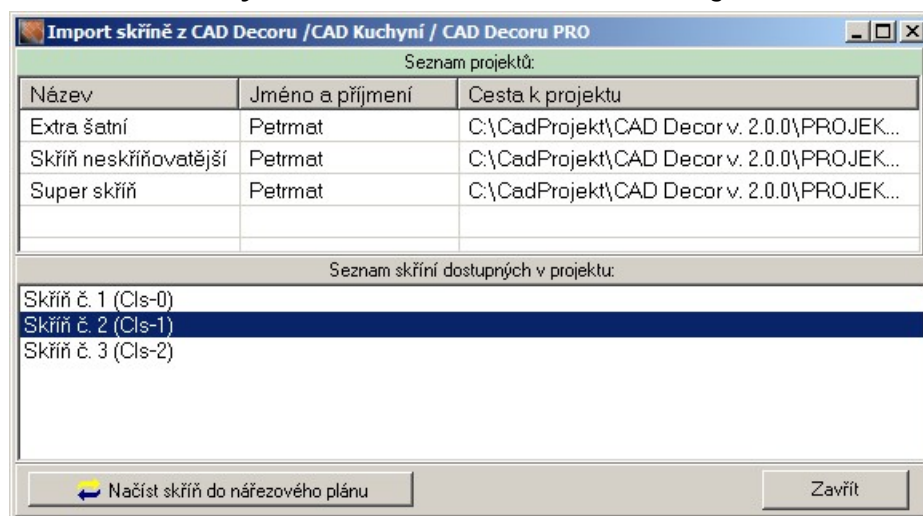 Import skříně z CAD Decoru /CAD Kuchyní / CAD Decoru PRO
Seznam projektů:
Název Jméno a příjmení Cesta k projektu
Extra šatní Petrmat C:\CadProjekt\CAD Decor v. 2.0.0\PROJEK...
Skříň neskříňovatější Petrmat C:\CadProjekt\CAD Decor v. 2.0.0\PROJEK...
Super skříň Petrmat C:\CadProjekt\CAD Decor v. 2.0.0\PROJEK...
Seznam skříní dostupných v projektu:
Skříň č. 1 (Cls-0)
Skříň č. 2 (Cls-1)
Skříň č. 3 (Cls-2)
Načíst skříň do nářezového plánu Zavřít